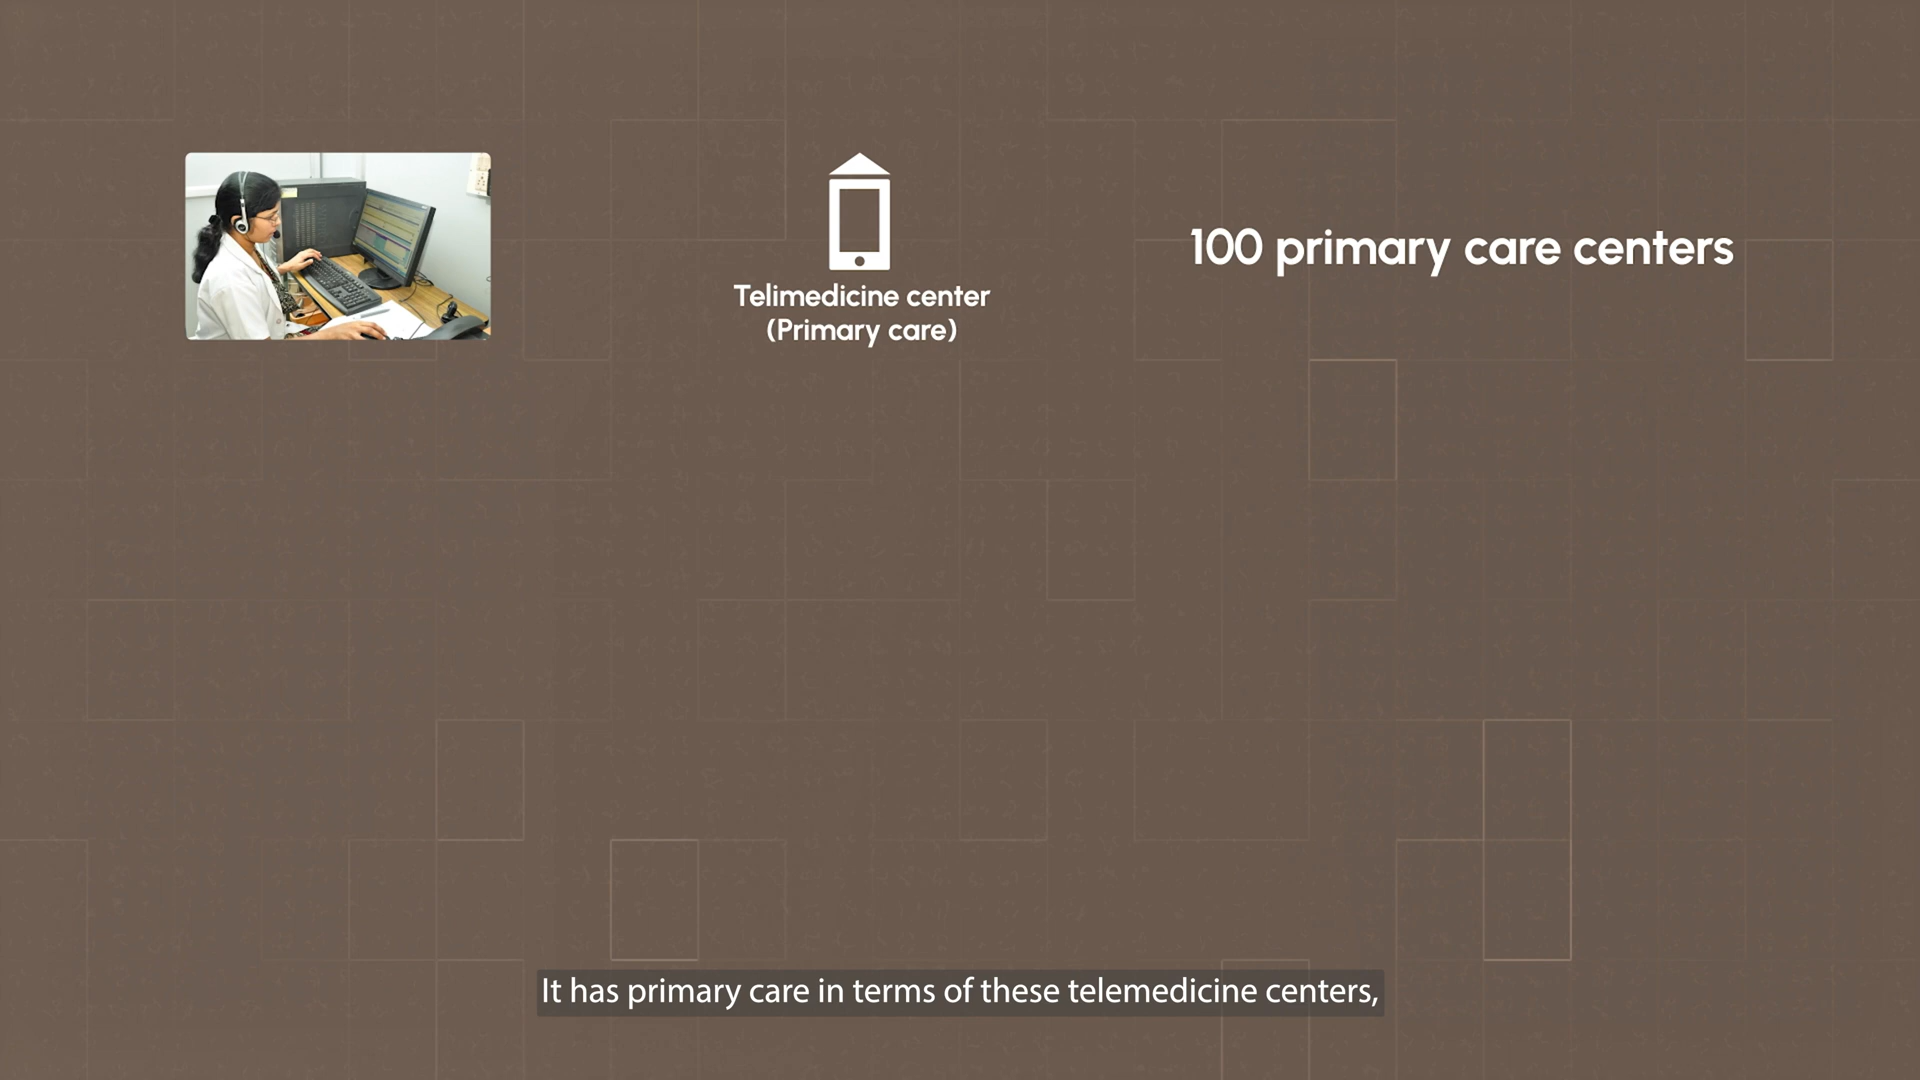 Telimedicine center
(Primary care)
100 primary care centers
It has primary care in terms of these telemedicine centers,